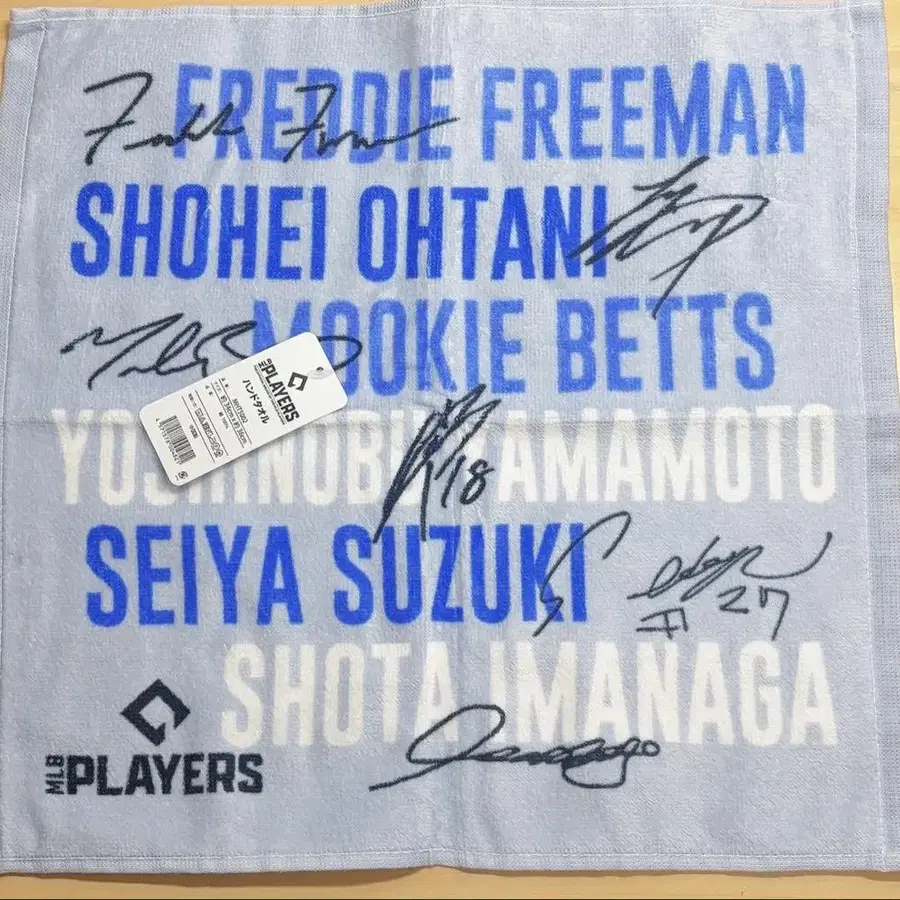 FREDDIE FREEMAN
SHOHEI OHTANI
MOOKIE BETTS
MLB PLAYERS
ハンドタオル
YOSHINOBU YAMAMOTO
18
SEIYA SUZUKI
27
SHOTA IMANAGA
MLB PLAYERS